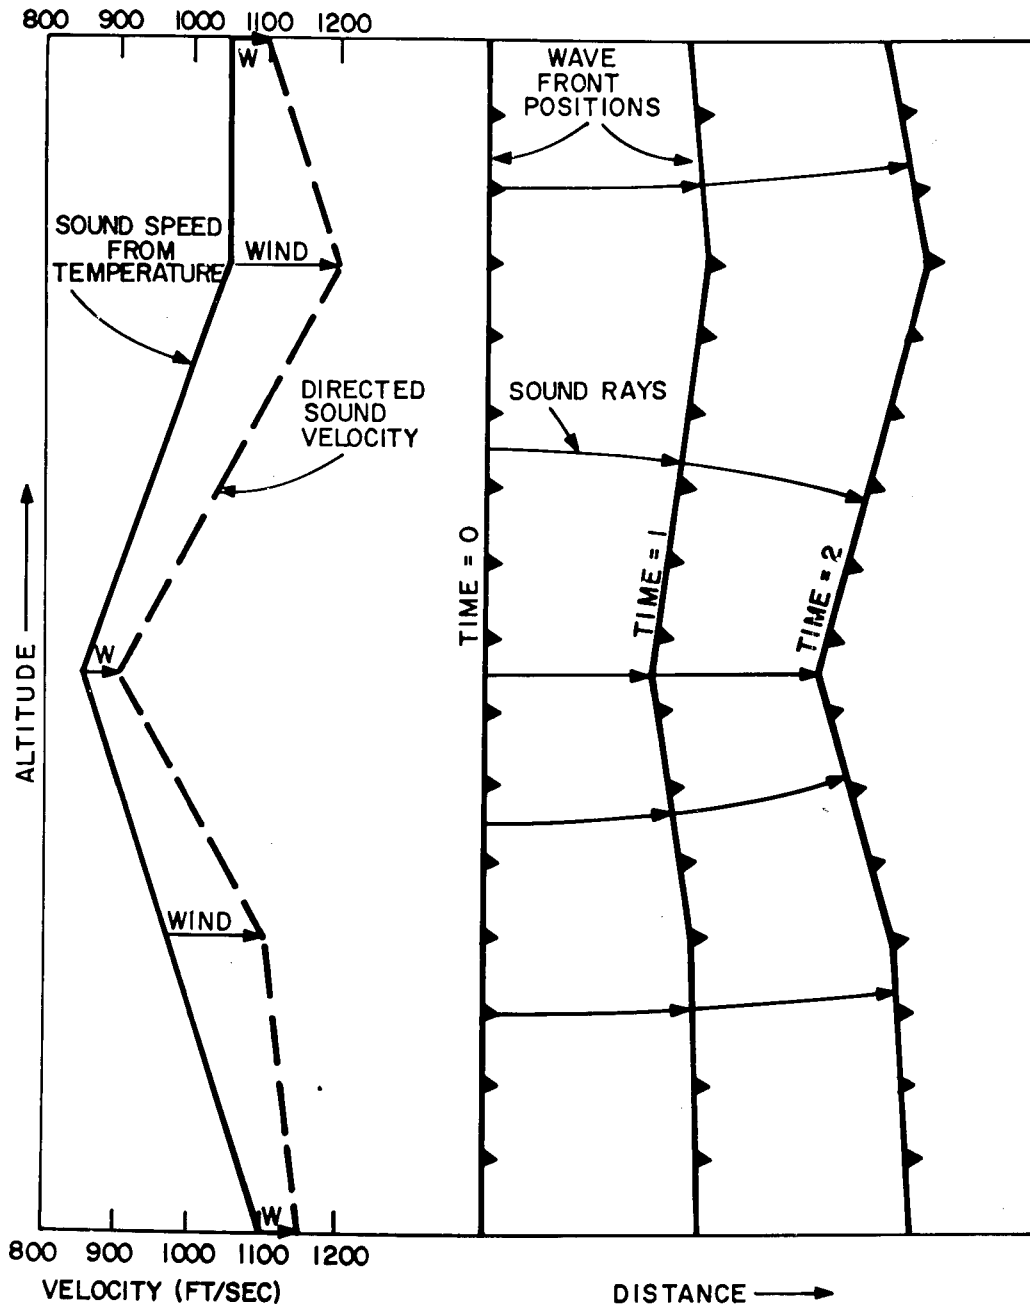 800 900 1000 1100 1200
W
WAVE
FRONT
POSITIONS
SOUND SPEED
FROM
TEMPERATURE
WIND
DIRECTED
SOUND
VELOCITY
SOUND RAYS
TIME = 0
TIME = 1
TIME = 2
W
ALTITUDE
WIND
W
800 900 1000 1100 1200
VELOCITY (FT/SEC)
DISTANCE